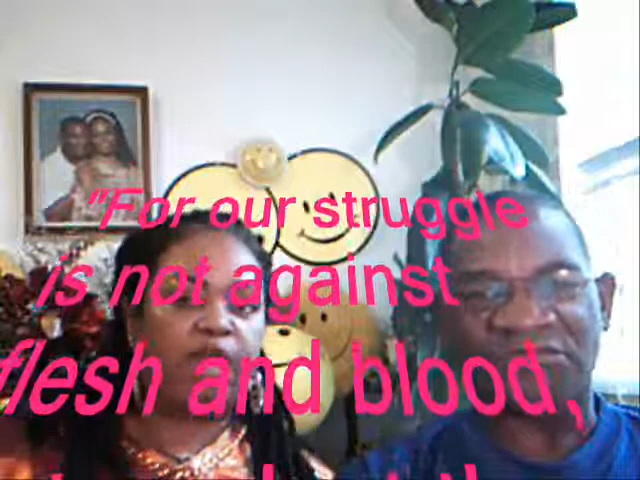 "For our struggle
is not against
flesh and blood,